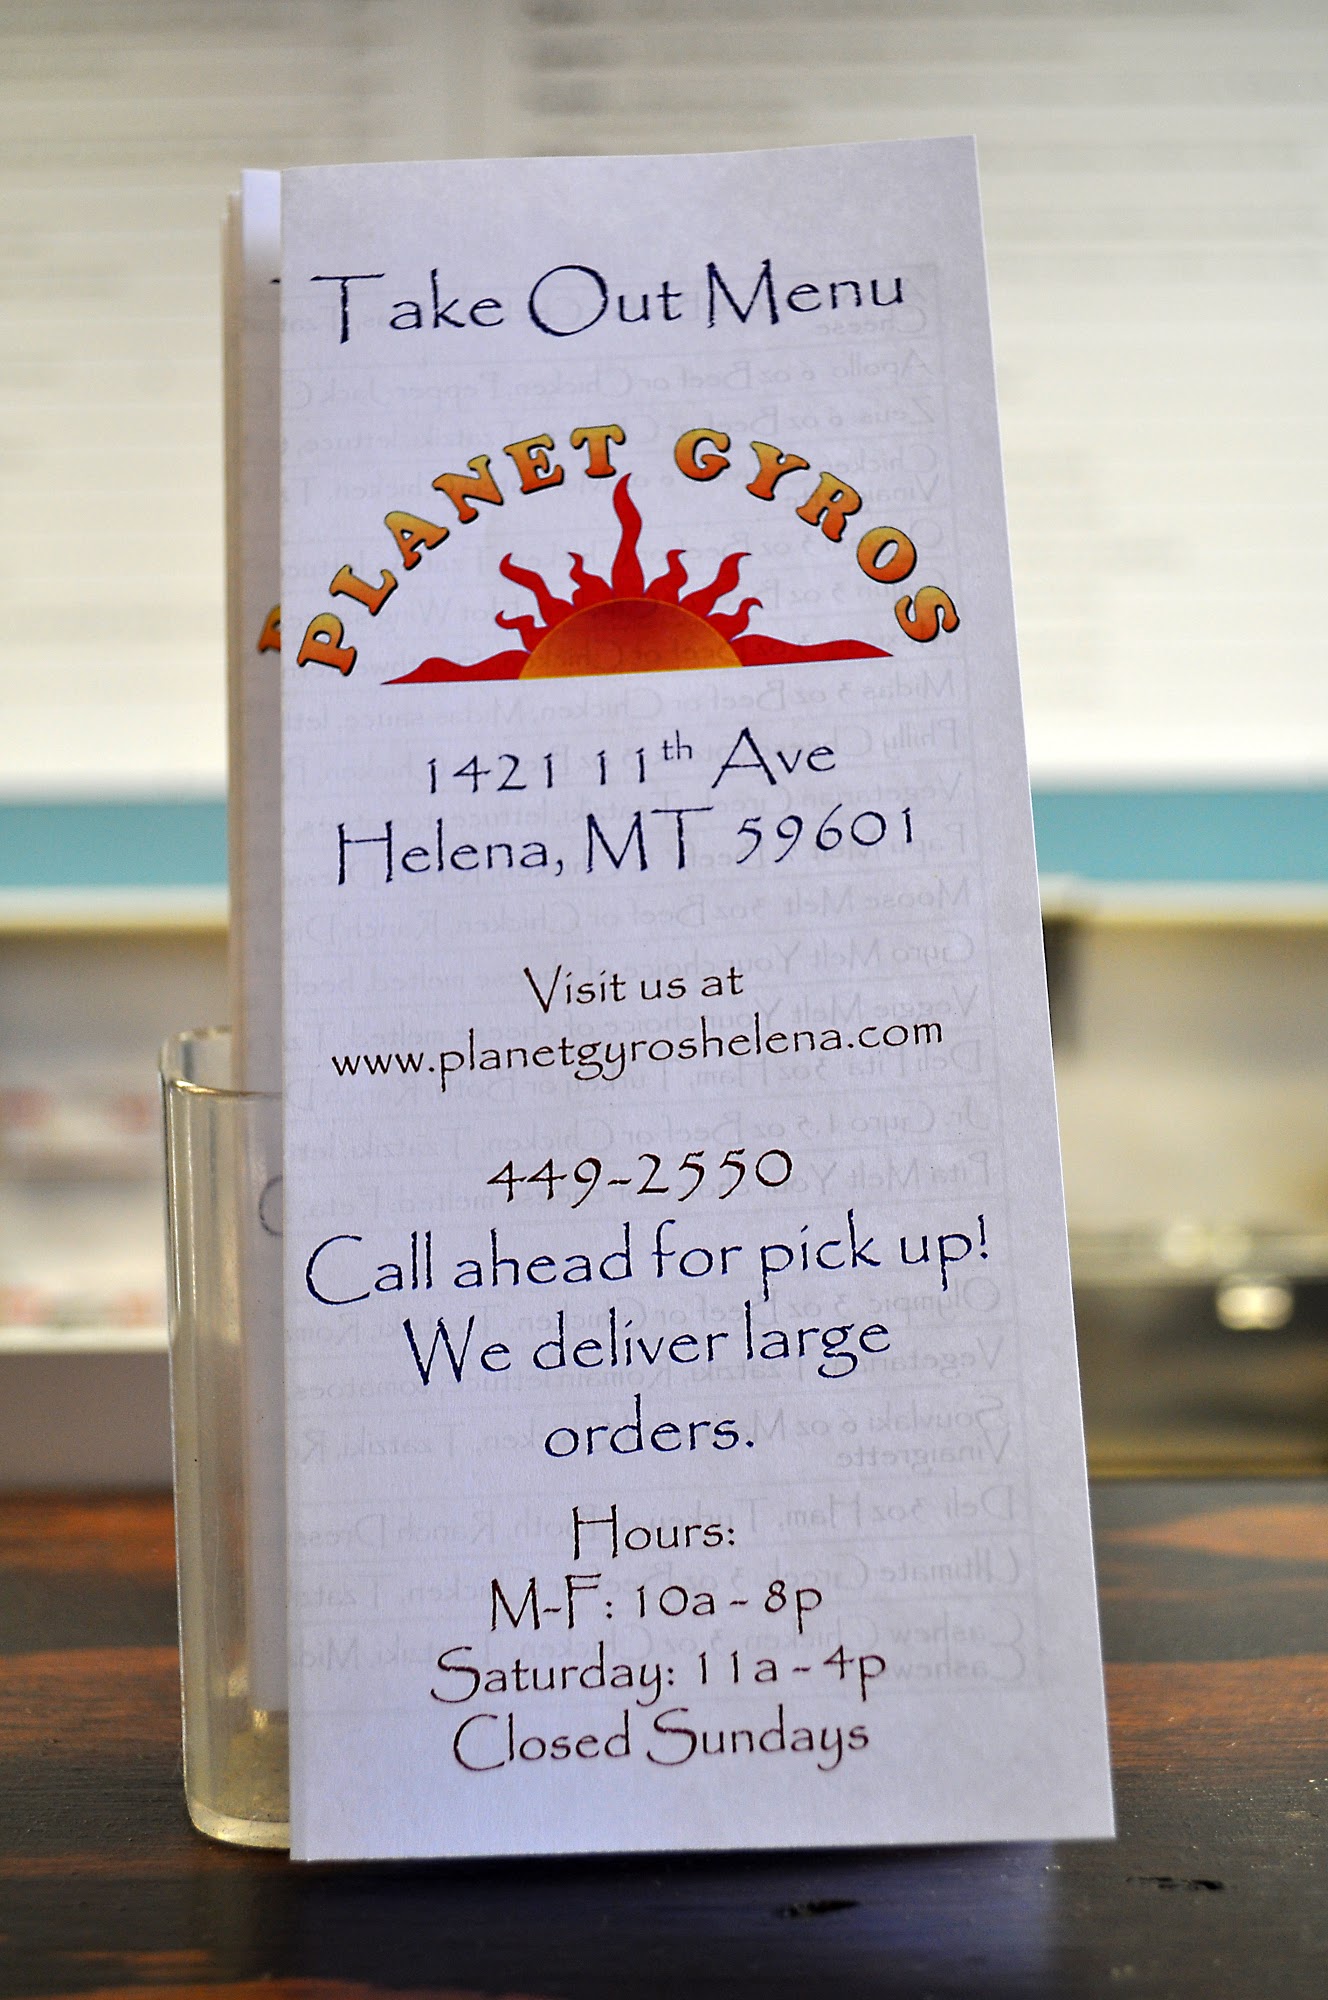 Take Out Menu
PLANET GYROS
1421 11th Ave
Helena, MT 59601
Visit us at
www.planetgyroshelena.com
449-2550
Call ahead for pick up!
We deliver large
orders.
Hours:
M-F: 10a - 8p
Saturday: 11a - 4p
Closed Sundays